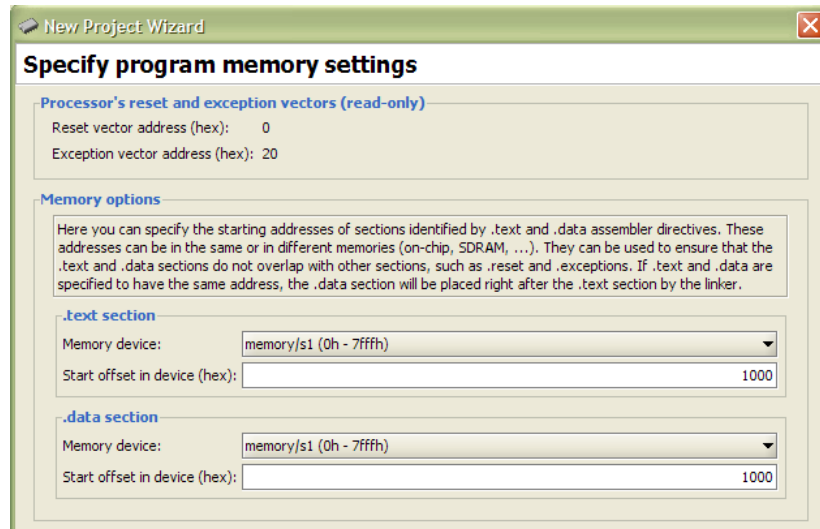 New Project Wizard
Specify program memory settings
Processor's reset and exception vectors (read-only)
Reset vector address (hex): 0
Exception vector address (hex): 20
Memory options
Here you can specify the starting addresses of sections identified by .text and .data assembler directives. These
addresses can be in the same or in different memories (on-chip, SDRAM, ...). They can be used to ensure that the
.text and .data sections do not overlap with other sections, such as .reset and .exceptions. If .text and .data are
specified to have the same address, the .data section will be placed right after the .text section by the linker.
.text section
Memory device: memory/s1 (0h - 7fffh)
Start offset in device (hex): 1000
.data section
Memory device: memory/s1 (0h - 7fffh)
Start offset in device (hex): 1000